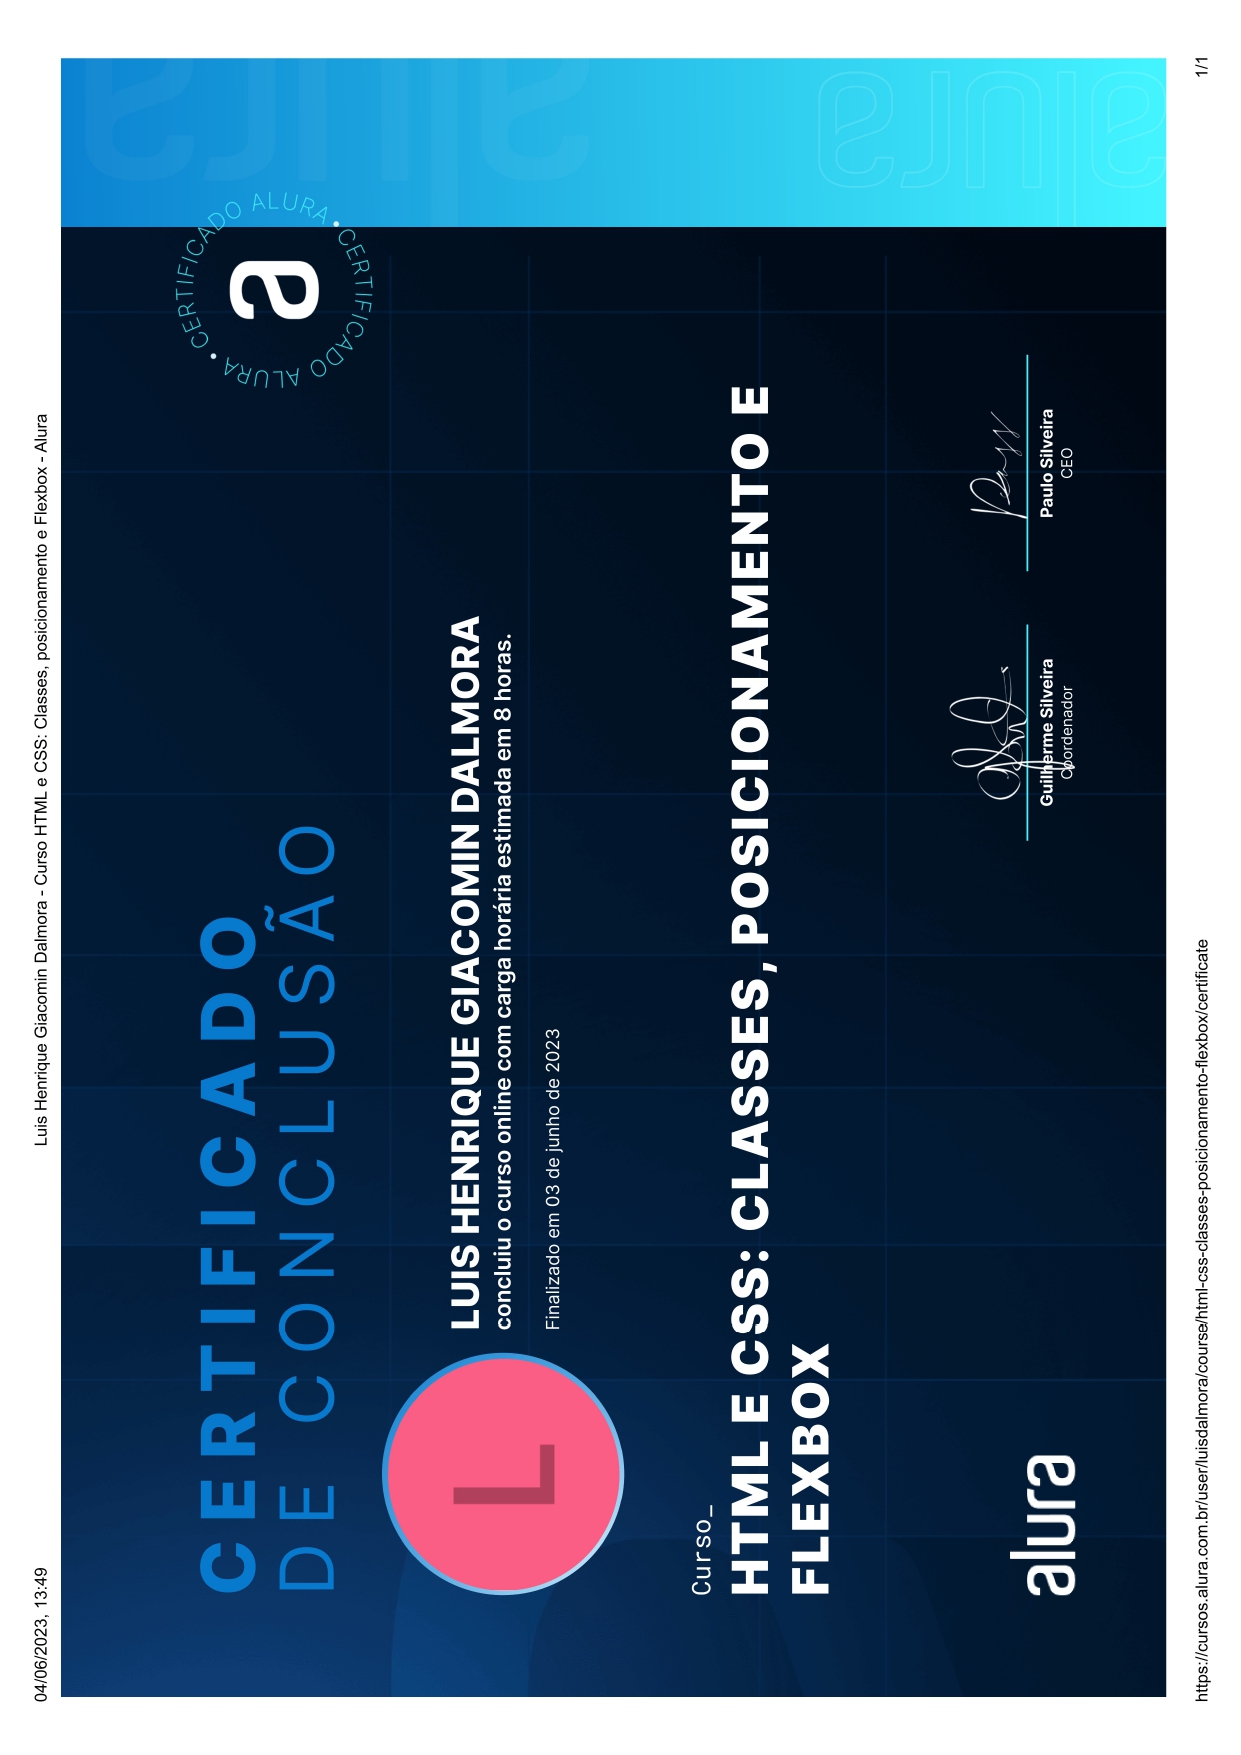 04/06/2023, 13:49
Luis Henrique Giacomin Dalmora - Curso HTML e CSS: Classes, posicionamento e Flexbox - Alura
CERTIFICADO
DE CONCLUSÃO
CERTIFICADO ALURA • CERTIFICADO ALURA •
a
L
LUIS HENRIQUE GIACOMIN DALMORA
concluiu o curso online com carga horária estimada em 8 horas.
Finalizado em 03 de junho de 2023
Curso_
HTML E CSS: CLASSES, POSICIONAMENTO E
FLEXBOX
alura
Guilherme Silveira
Coordenador
Paulo Silveira
CEO
alura
alura
alura
https://cursos.alura.com.br/user/luisdalmora/course/html-css-classes-posicionamento-flexbox/certificate
1/1